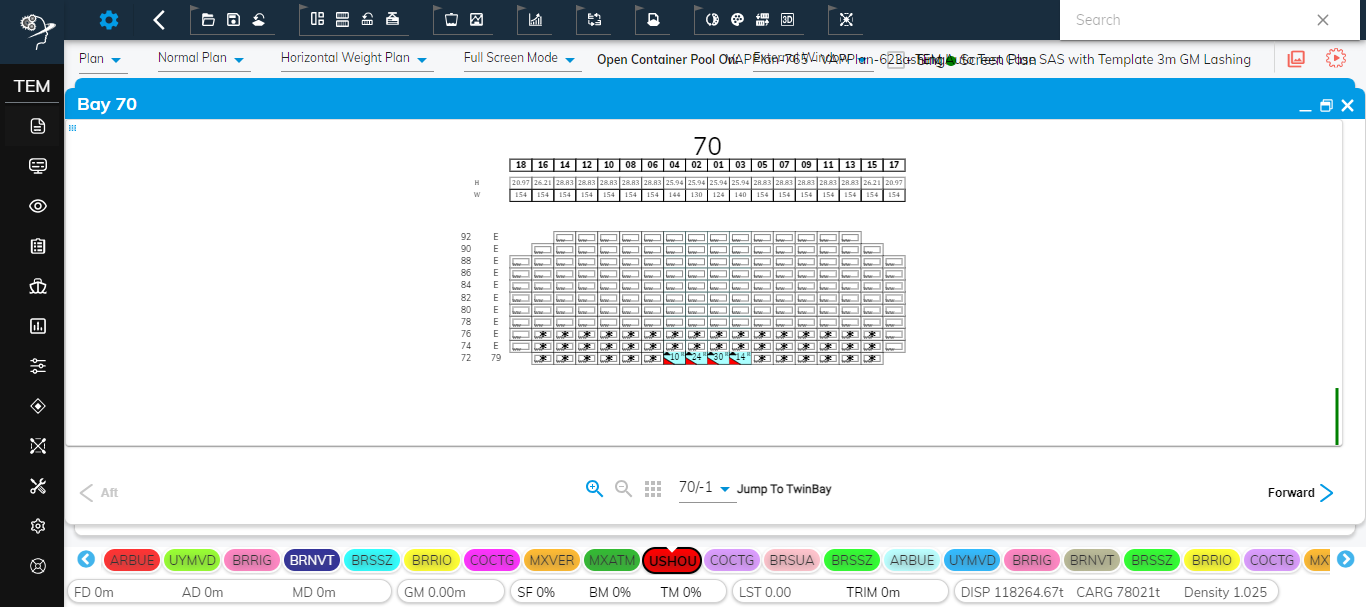 Search
TEM
Plan
Normal Plan
Horizontal Weight Plan
Full Screen Mode
Open Container Pool On
SAS with Template 3m GM Lashing
Bay 70
70
18 16 14 12 10 08 06 04 02 01 03 05 07 09 11 13 15 17
H 20.97 26.21 28.83 28.83 28.83 28.83 28.83 25.94 25.94 25.94 25.94 28.83 28.83 28.83 28.83 28.83 26.21 20.97
W 154 154 154 154 154 154 154 144 130 124 140 154 154 154 154 154 154 154
92 E
90 E
88 E
86 E
84 E
82 E
80 E
78 E
76 E
74 E
72 79 10 24 30 14
Aft
70/-1
Jump To TwinBay
Forward
ARBUE UYMVD BRRIG BRNVT BRSSZ BRRIO COCTG MXVER MXATM USHOU COCTG BRSUA BRSSZ ARBUE UYMVD BRRIG BRNVT BRSSZ BRRIO COCTG MX
FD 0m AD 0m MD 0m GM 0.00m SF 0% BM 0% TM 0% LST 0.00 TRIM 0m DISP 118264.67t CARG 78021t Density 1.025